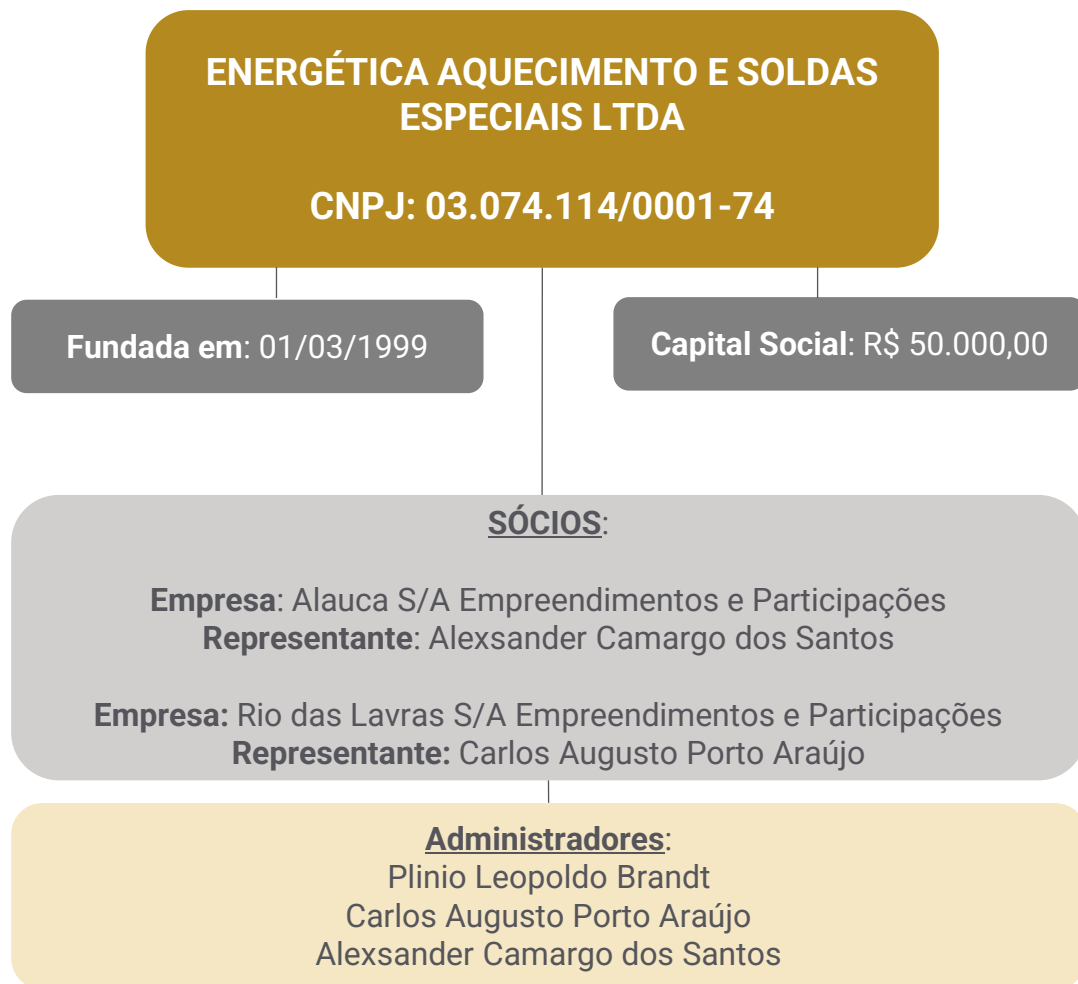 ENERGÉTICA AQUECIMENTO E SOLDAS
ESPECIAIS LTDA
CNPJ: 03.074.114/0001-74
Fundada em: 01/03/1999
Capital Social: R$ 50.000,00
SÓCIOS:
Empresa: Alauca S/A Empreendimentos e Participações
Representante: Alexsander Camargo dos Santos
Empresa: Rio das Lavras S/A Empreendimentos e Participações
Representante: Carlos Augusto Porto Araújo
Administradores:
Plinio Leopoldo Brandt
Carlos Augusto Porto Araújo
Alexsander Camargo dos Santos